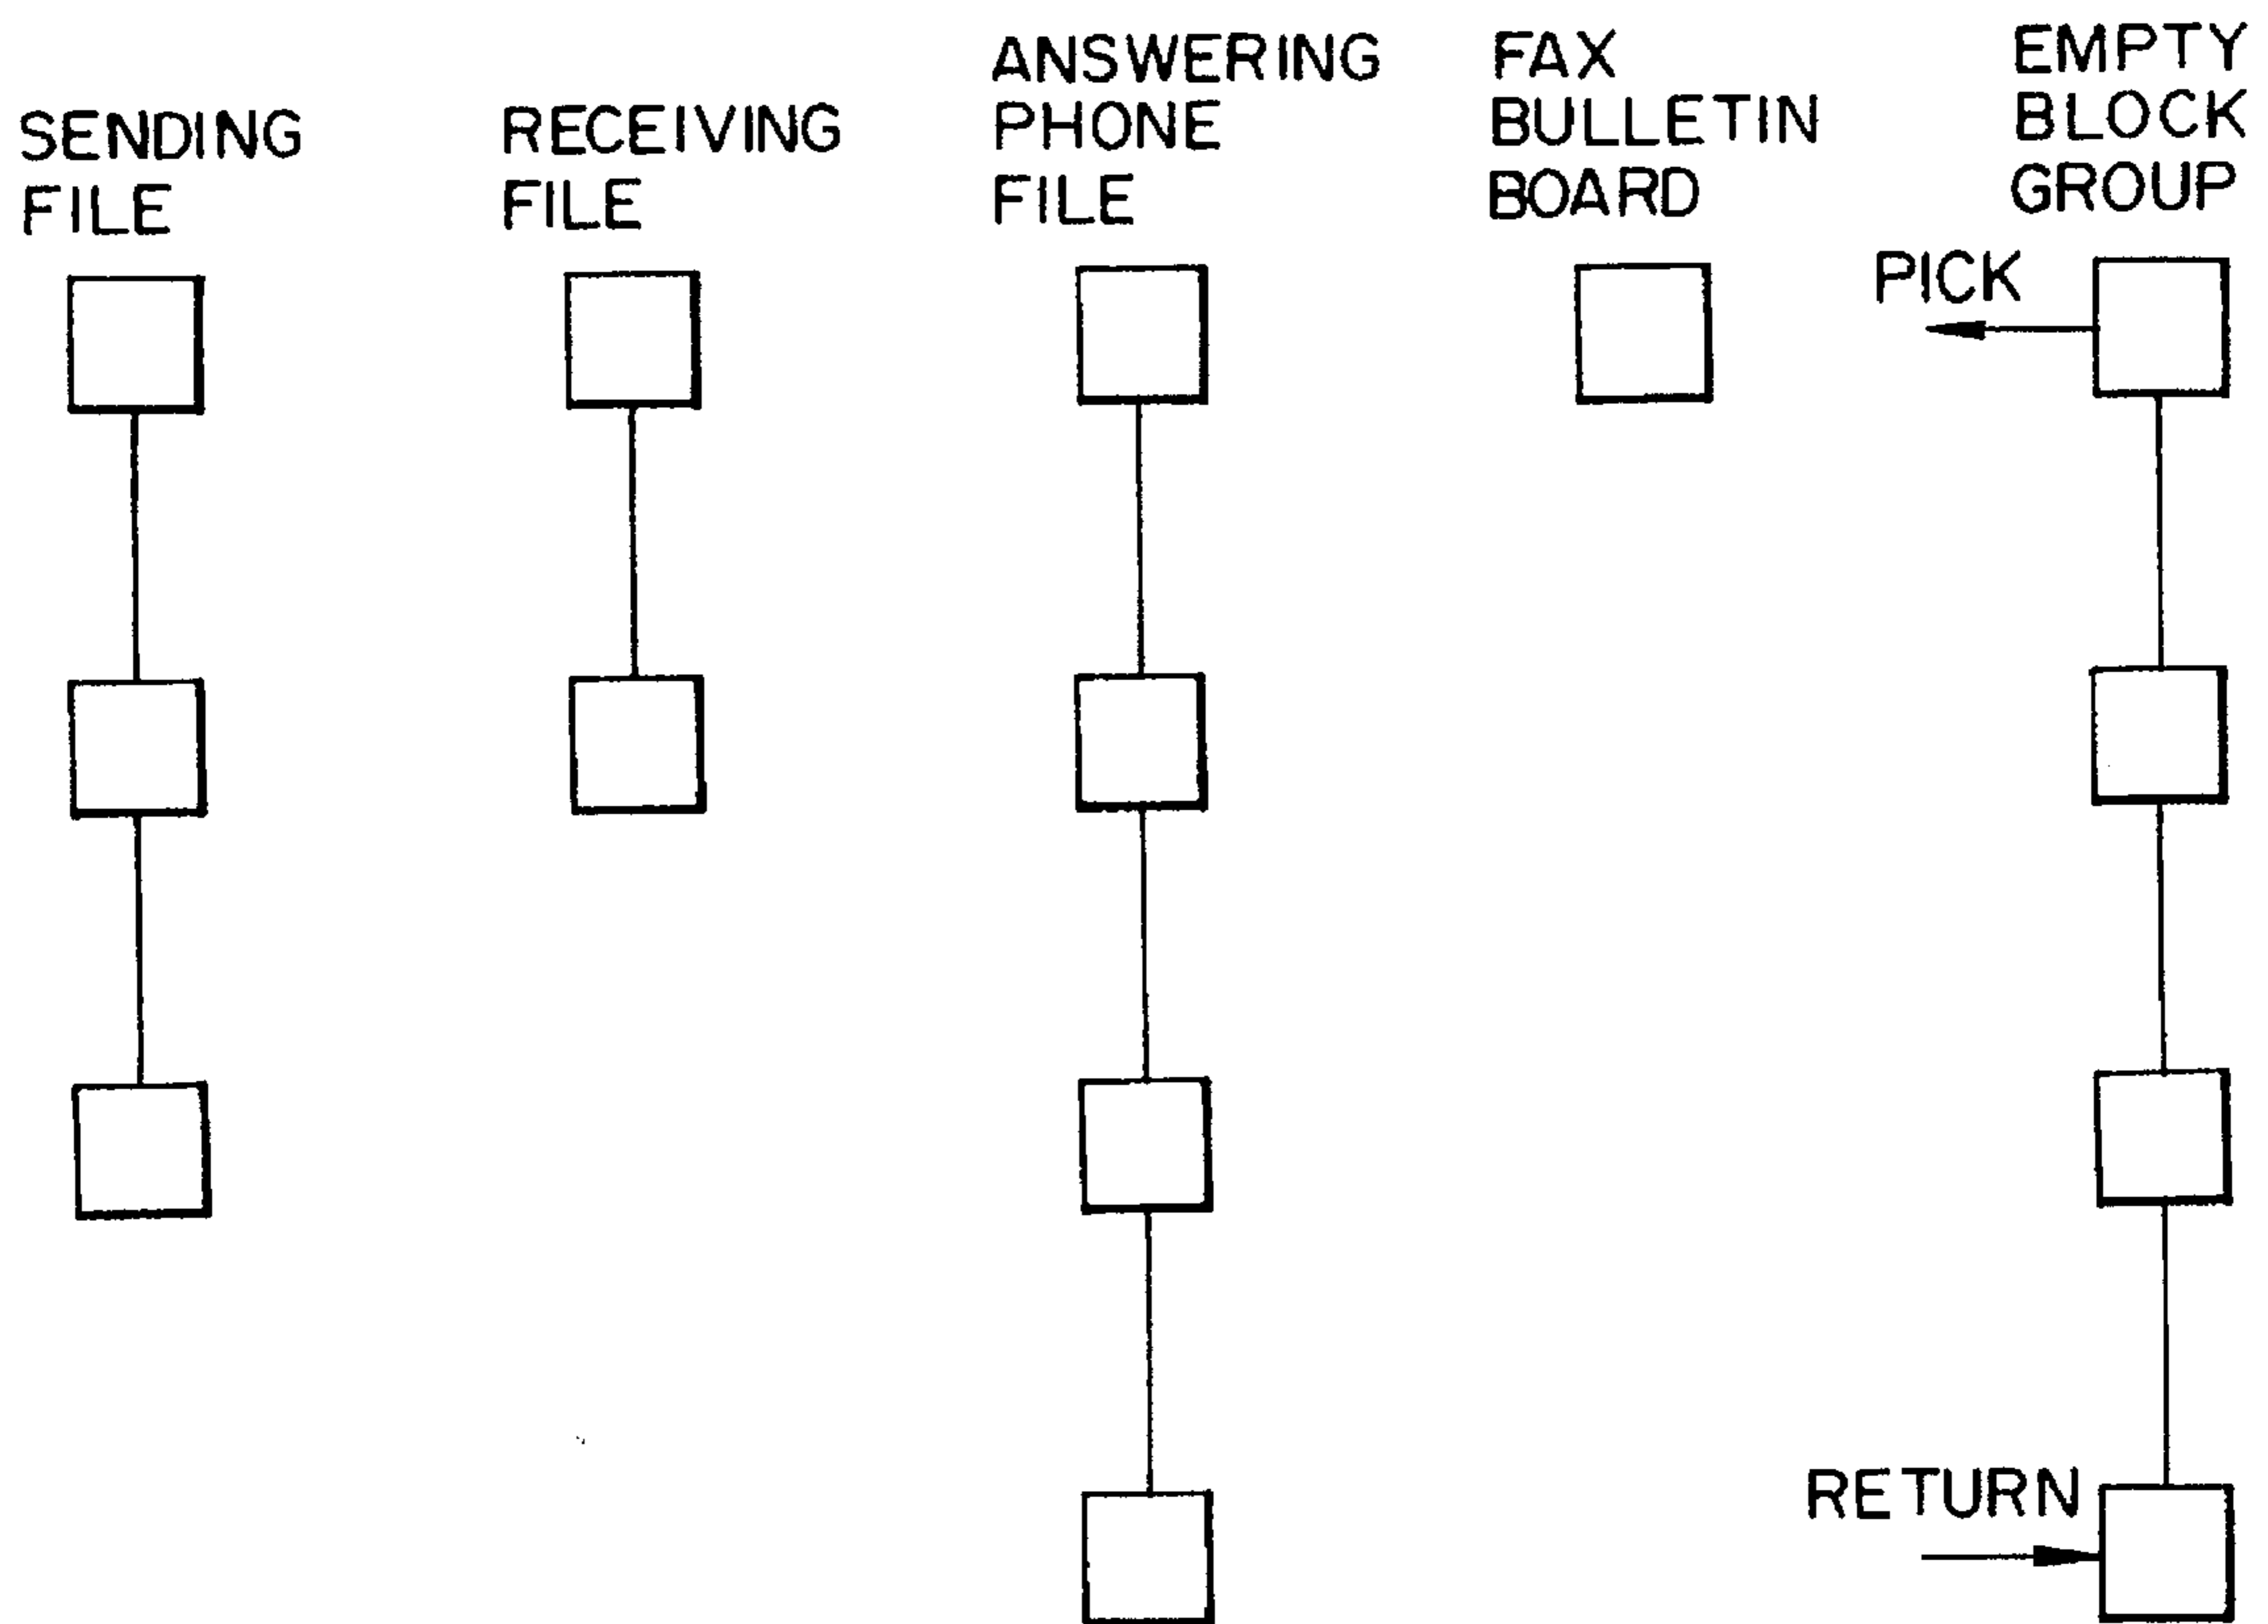 SENDING
FILE
RECEIVING
FILE
ANSWERING
PHONE
FILE
FAX
BULLETIN
BOARD
EMPTY
BLOCK
GROUP
PICK
RETURN